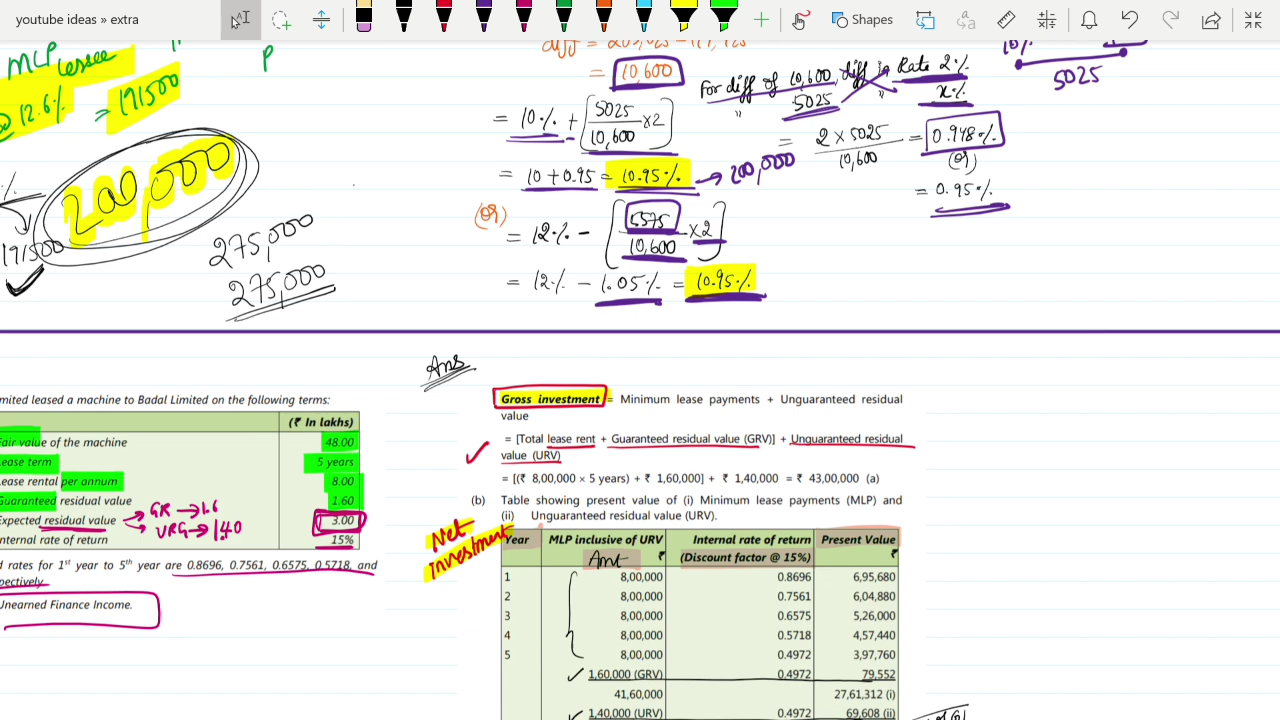 youtube ideas » extra
Shapes
MLP lessee
@ 12.6% = 191500
P
200,000
191500
275,000
275,000
= 10,600
= 10% + [5025/10,600 ×2]
= 10 + 0.95 = 10.95% → 200,000
(or)
= 12% - [5575/10,600 ×2]
= 12% - 1.05% = 10.95%
For diff of 10,600, diff in Rate 2%
" 5025 " x%
= 2 × 5025/10,600 = 0.948%
(or)
= 0.95%
5025
mited leased a machine to Badal Limited on the following terms:
(₹ In lakhs)
Fair value of the machine 48.00
ease term 5 years
ease rental per annum 8.00
Guaranteed residual value 1.60
Expected residual value 3.00
GR → 1.6
URG → 1.40
nternal rate of return 15%
d rates for 1st year to 5th year are 0.8696, 0.7561, 0.6575, 0.5718, and
pectively.
Unearned Finance Income.
Ans
Gross investment = Minimum lease payments + Unguaranteed residual
value
= [Total lease rent + Guaranteed residual value (GRV)] + Unguaranteed residual
value (URV)
= [(₹ 8,00,000 × 5 years) + ₹ 1,60,000] + ₹ 1,40,000 = ₹ 43,00,000 (a)
(b) Table showing present value of (i) Minimum lease payments (MLP) and
(ii) Unguaranteed residual value (URV).
Net
investment
Year MLP inclusive of URV Internal rate of return Present Value
Amt ₹ (Discount factor @ 15%) ₹
1 8,00,000 0.8696 6,95,680
2 8,00,000 0.7561 6,04,880
3 8,00,000 0.6575 5,26,000
4 8,00,000 0.5718 4,57,440
5 8,00,000 0.4972 3,97,760
1,60,000 (GRV) 0.4972 79,552
41,60,000 27,61,312 (i)
1,40,000 (URV) 0.4972 69,608 (ii)